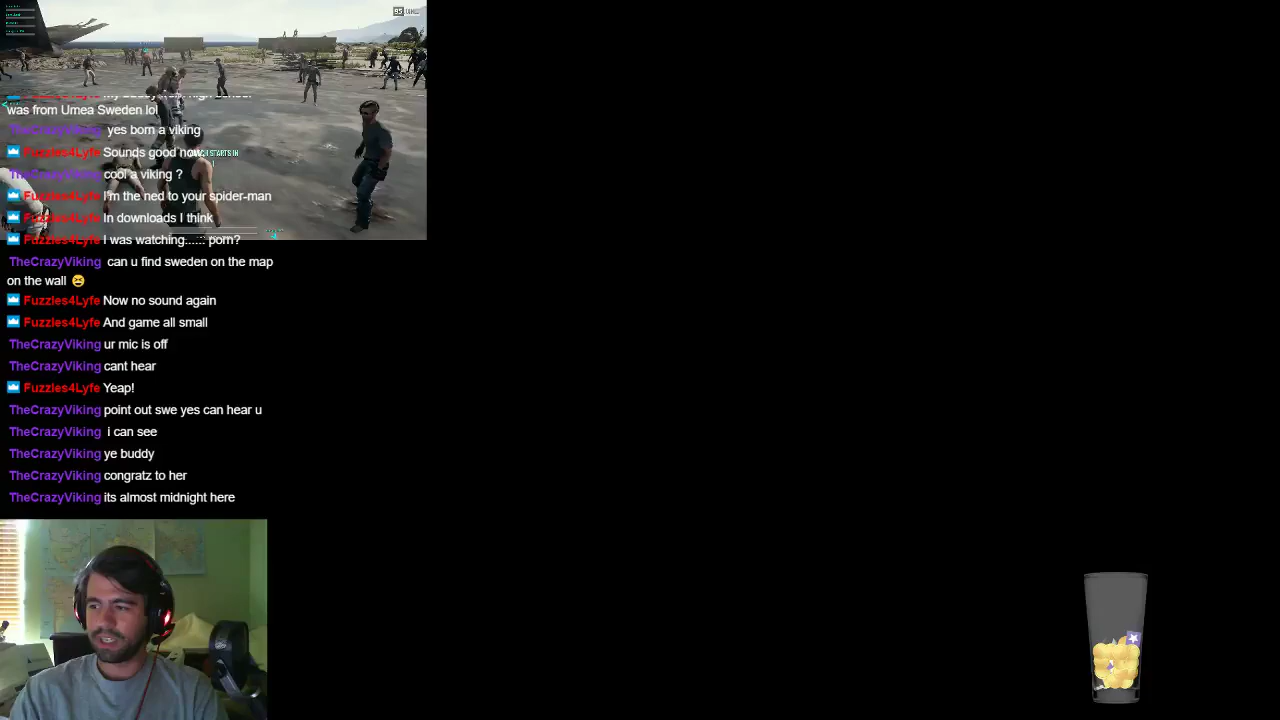 was from Umea Sweden lol
TheCrazyViking yes born a viking
Fuzzles4Lyfe Sounds good now
STARTS IN
TheCrazyViking cool a viking ?
Fuzzles4Lyfe I'm the ned to your spider-man
Fuzzles4Lyfe In downloads I think
Fuzzles4Lyfe I was watching...... porn?
TheCrazyViking can u find sweden on the map
on the wall 😆
Fuzzles4Lyfe Now no sound again
Fuzzles4Lyfe And game all small
TheCrazyViking ur mic is off
TheCrazyViking cant hear
Fuzzles4Lyfe Yeap!
TheCrazyViking point out swe yes can hear u
TheCrazyViking i can see
TheCrazyViking ye buddy
TheCrazyViking congratz to her
TheCrazyViking its almost midnight here